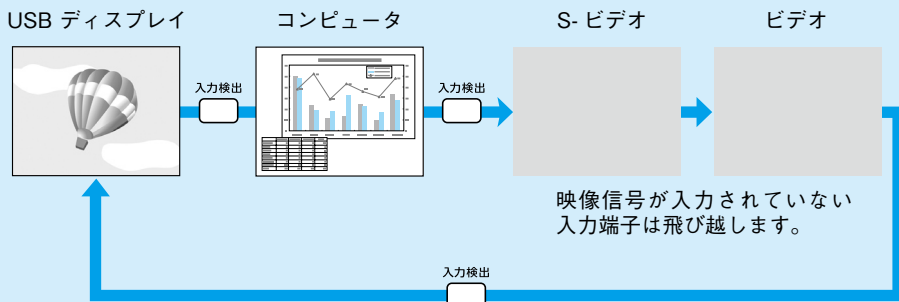 USB ディスプレイ
コンピュータ
S- ビデオ
ビデオ
入力検出
入力検出
映像信号が入力されていない
入力端子は飛び越します。
入力検出